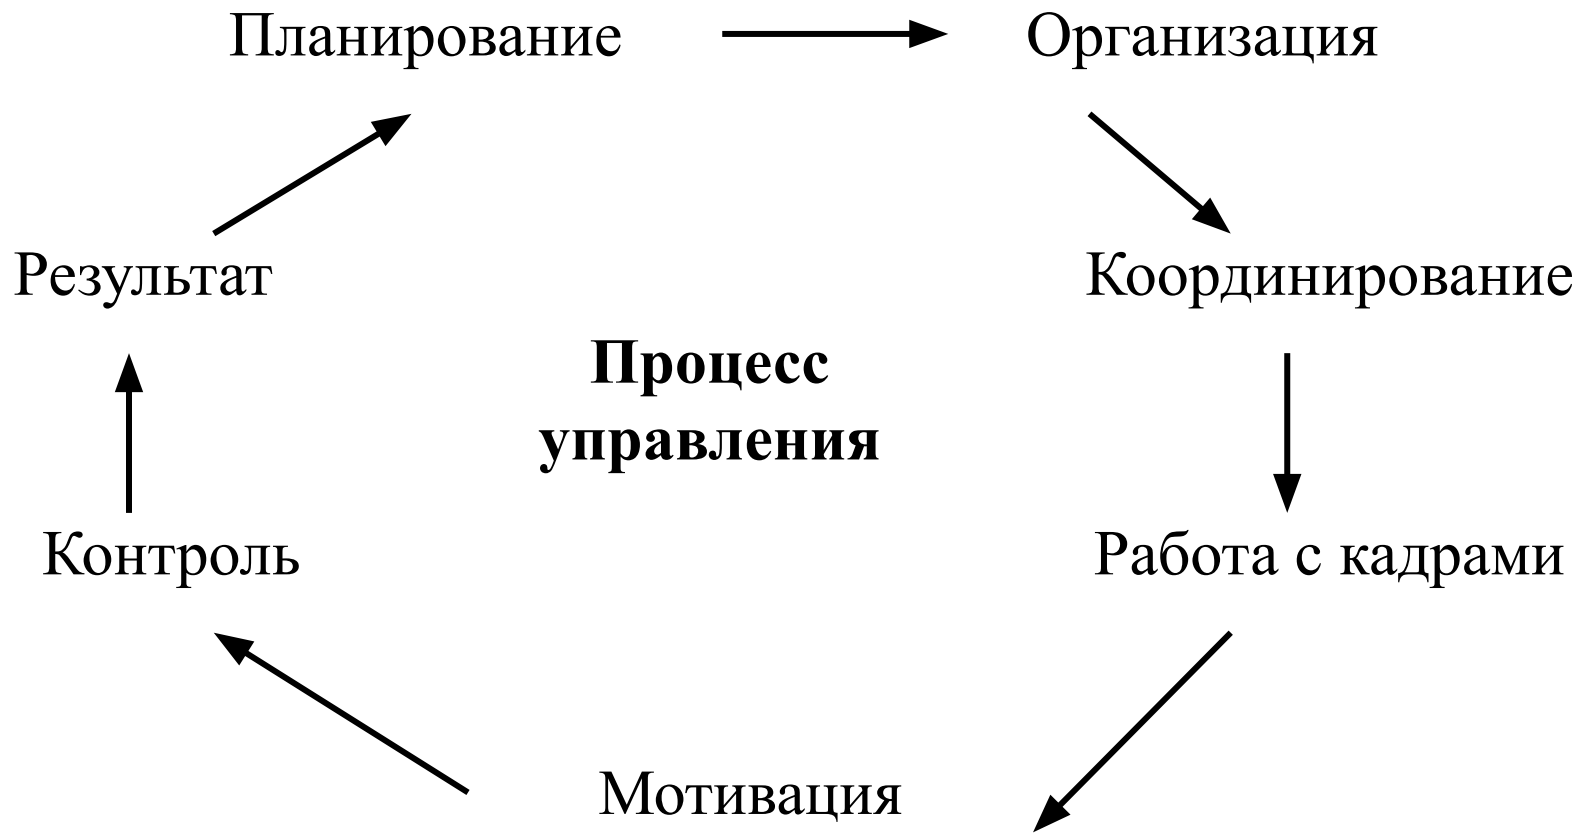 Планирование
Организация
Результат
Координирование
Процесс
управления
Контроль
Работа с кадрами
Мотивация